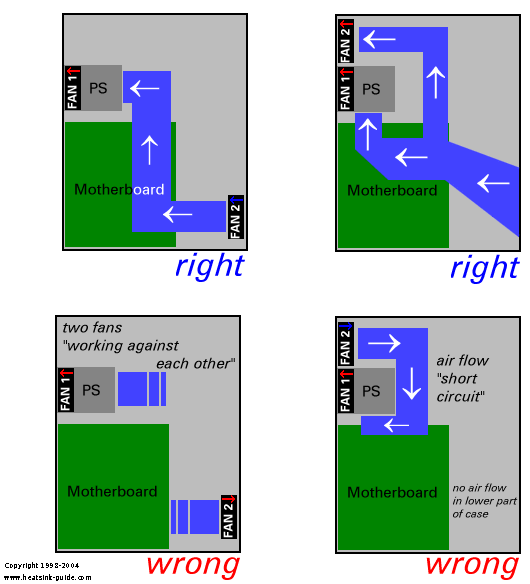 FAN 1
PS
Motherboard
FAN 2
right
FAN 2
FAN 1
PS
Motherboard
right
two fans
"working against
each other"
FAN 1
PS
Motherboard
FAN 2
wrong
FAN 2
FAN 1
PS
air flow
"short
circuit"
Motherboard
no air flow
in lower part
of case
wrong
Copyright 1998-2004
www.heatsink-guide.com